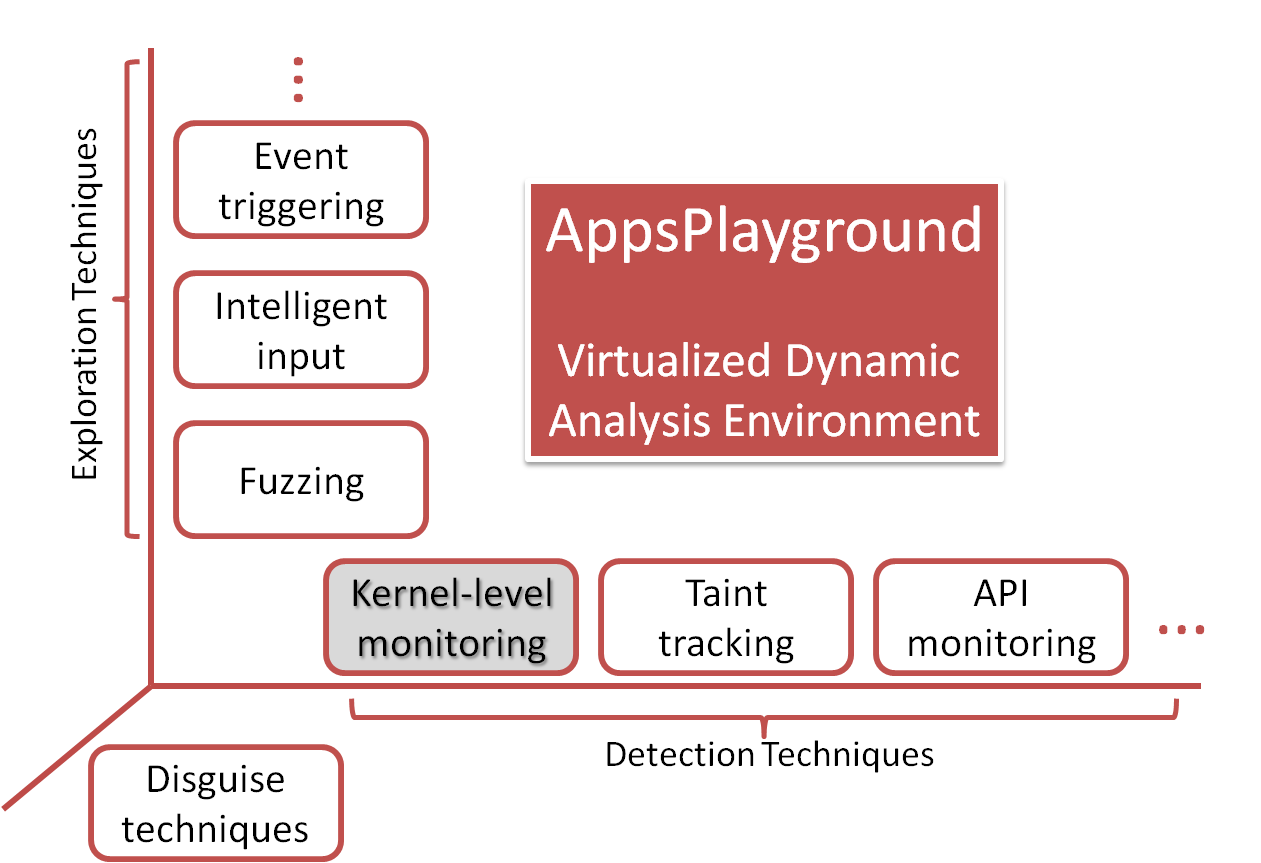 Exploration Techniques
Event
triggering
Intelligent
input
Fuzzing
AppsPlayground
Virtualized Dynamic
Analysis Environment
Kernel-level
monitoring
Taint
tracking
API
monitoring
...
Detection Techniques
Disguise
techniques